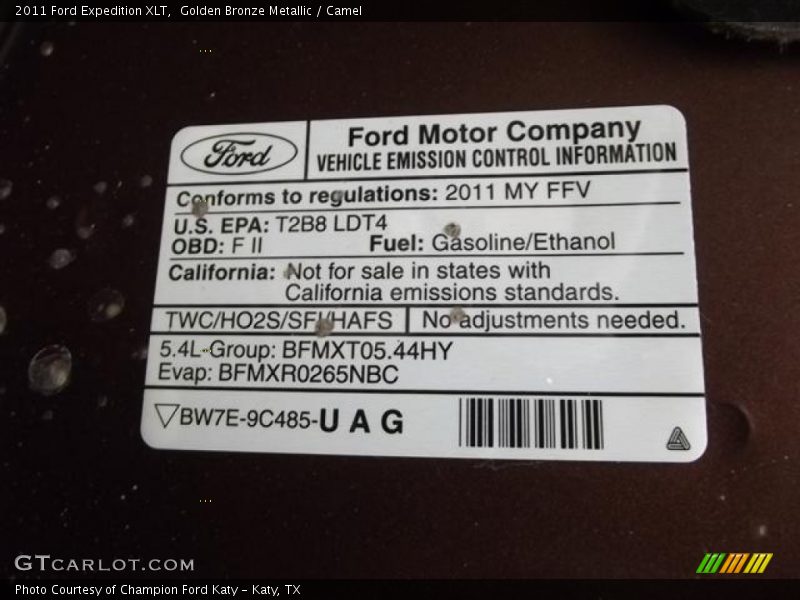 2011 Ford Expedition XLT,  Golden Bronze Metallic / Camel
Ford
Ford Motor Company
VEHICLE EMISSION CONTROL INFORMATION
Conforms to regulations: 2011 MY FFV
U.S. EPA: T2B8 LDT4
OBD: F II Fuel: Gasoline/Ethanol
California: Not for sale in states with
California emissions standards.
TWC/HO2S/SFI/HAFS No adjustments needed.
5.4L-Group: BFMXT05.44HY
Evap: BFMXR0265NBC
BW7E-9C485-UAG
GTCARLOT.COM
Photo Courtesy of Champion Ford Katy - Katy, TX